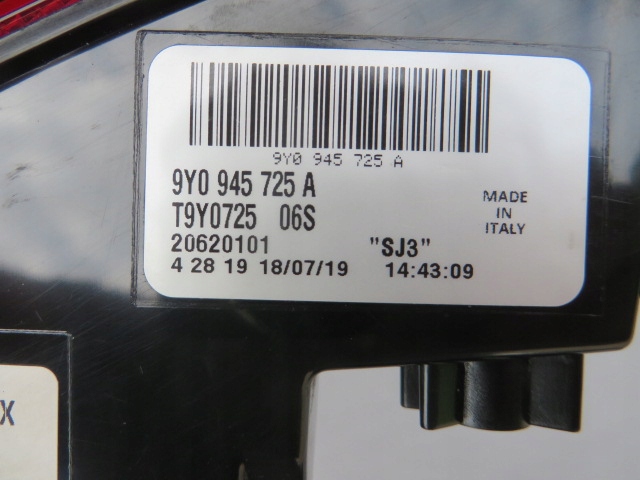 9Y0 945 725 A
9Y0 945 725 A
T9Y0725 06S
20620101 "SJ3"
4 28 19 18/07/19 14:43:09
MADE
IN
ITALY
X